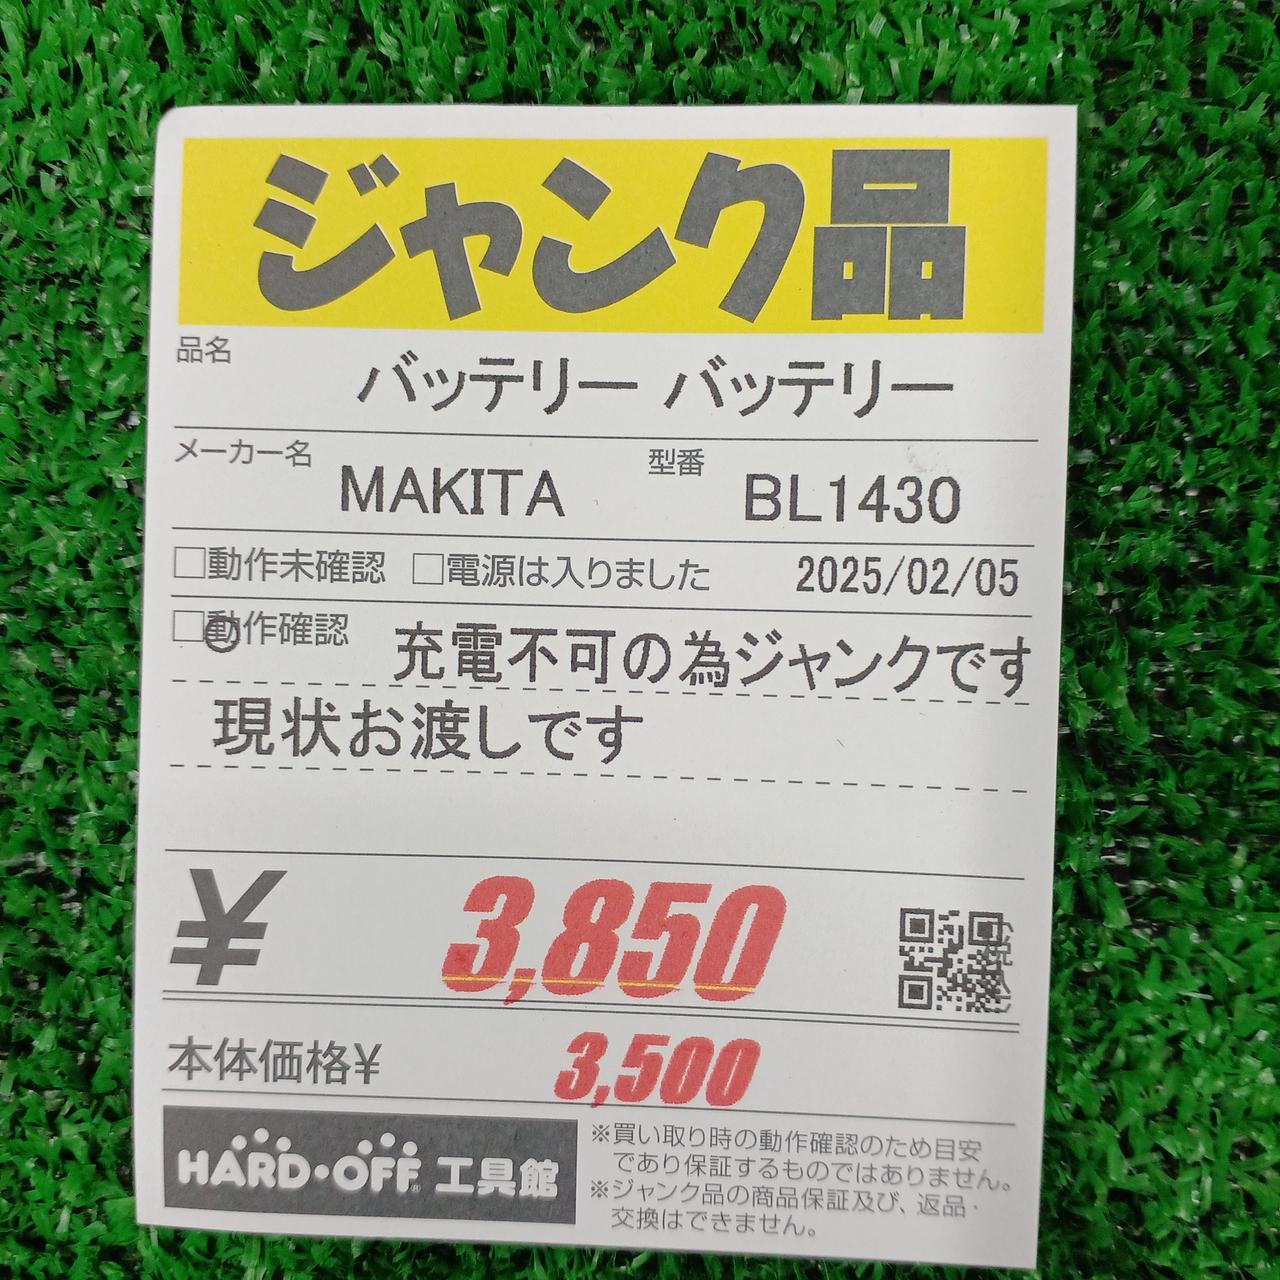 ジャンク品
品名
バッテリー バッテリー
メーカー名 MAKITA 型番 BL1430
□動作未確認 □電源は入りました 2025/02/05
□動作確認 充電不可の為ジャンクです
現状お渡しです
¥ 3,850
本体価格¥ 3,500
HARD・OFF® 工具館
※買い取り時の動作確認のため目安
であり保証するものではありません。
※ジャンク品の商品保証及び、返品・
交換はできません。